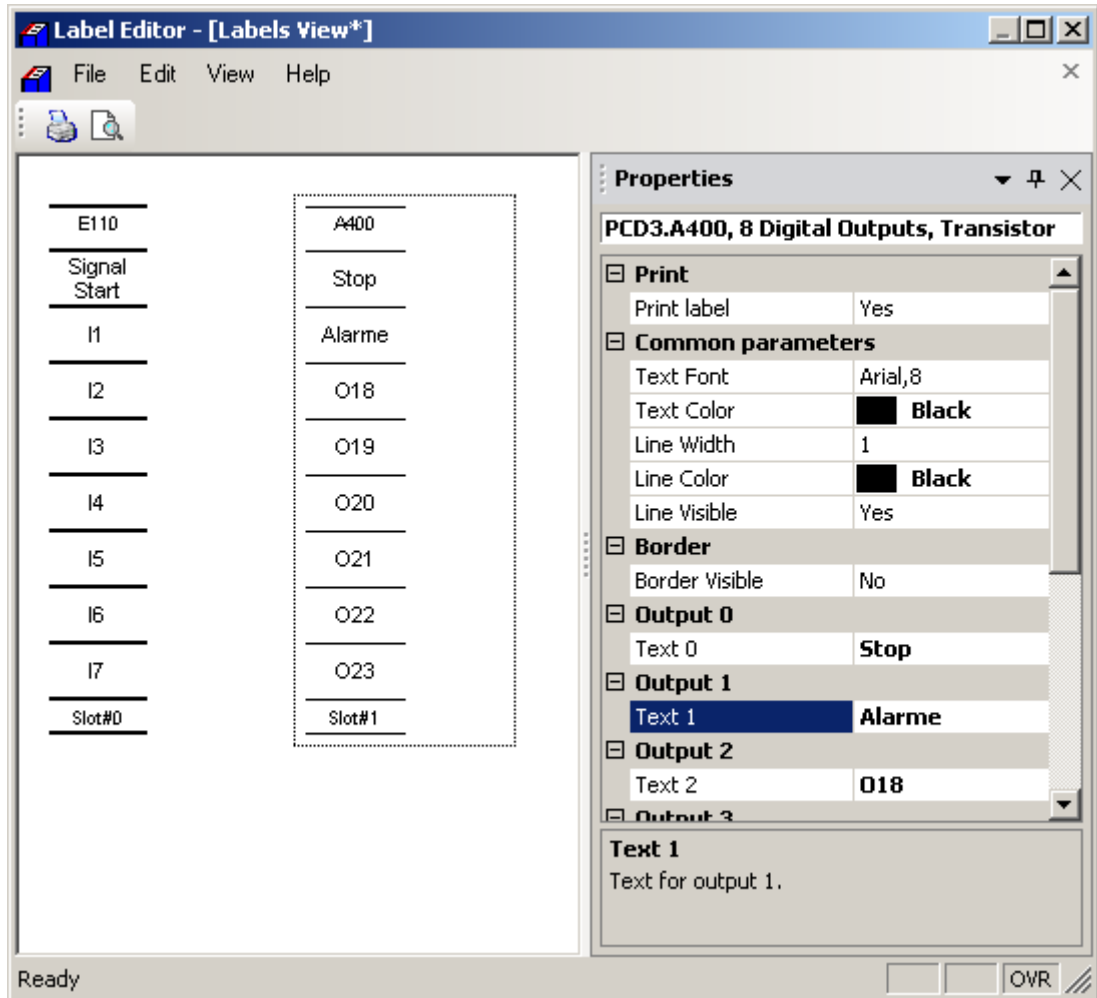 Label Editor - [Labels View*]
File Edit View Help
E110
Signal
Start
I1
I2
I3
I4
I5
I6
I7
Slot#0
A400
Stop
Alarme
O18
O19
O20
O21
O22
O23
Slot#1
Properties
PCD3.A400, 8 Digital Outputs, Transistor
Print
Print label Yes
Common parameters
Text Font Arial,8
Text Color Black
Line Width 1
Line Color Black
Line Visible Yes
Border
Border Visible No
Output 0
Text 0 Stop
Output 1
Text 1 Alarme
Output 2
Text 2 O18
Output 3
Text 1
Text for output 1.
Ready
OVR